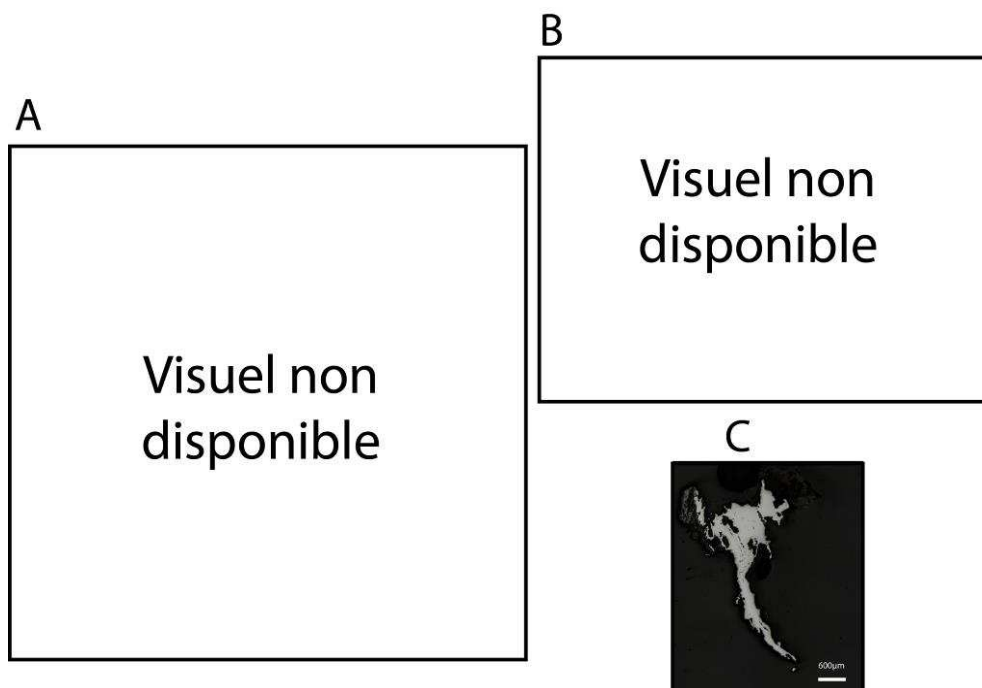 A
Visuel non
disponible
B
Visuel non
disponible
C
600µm